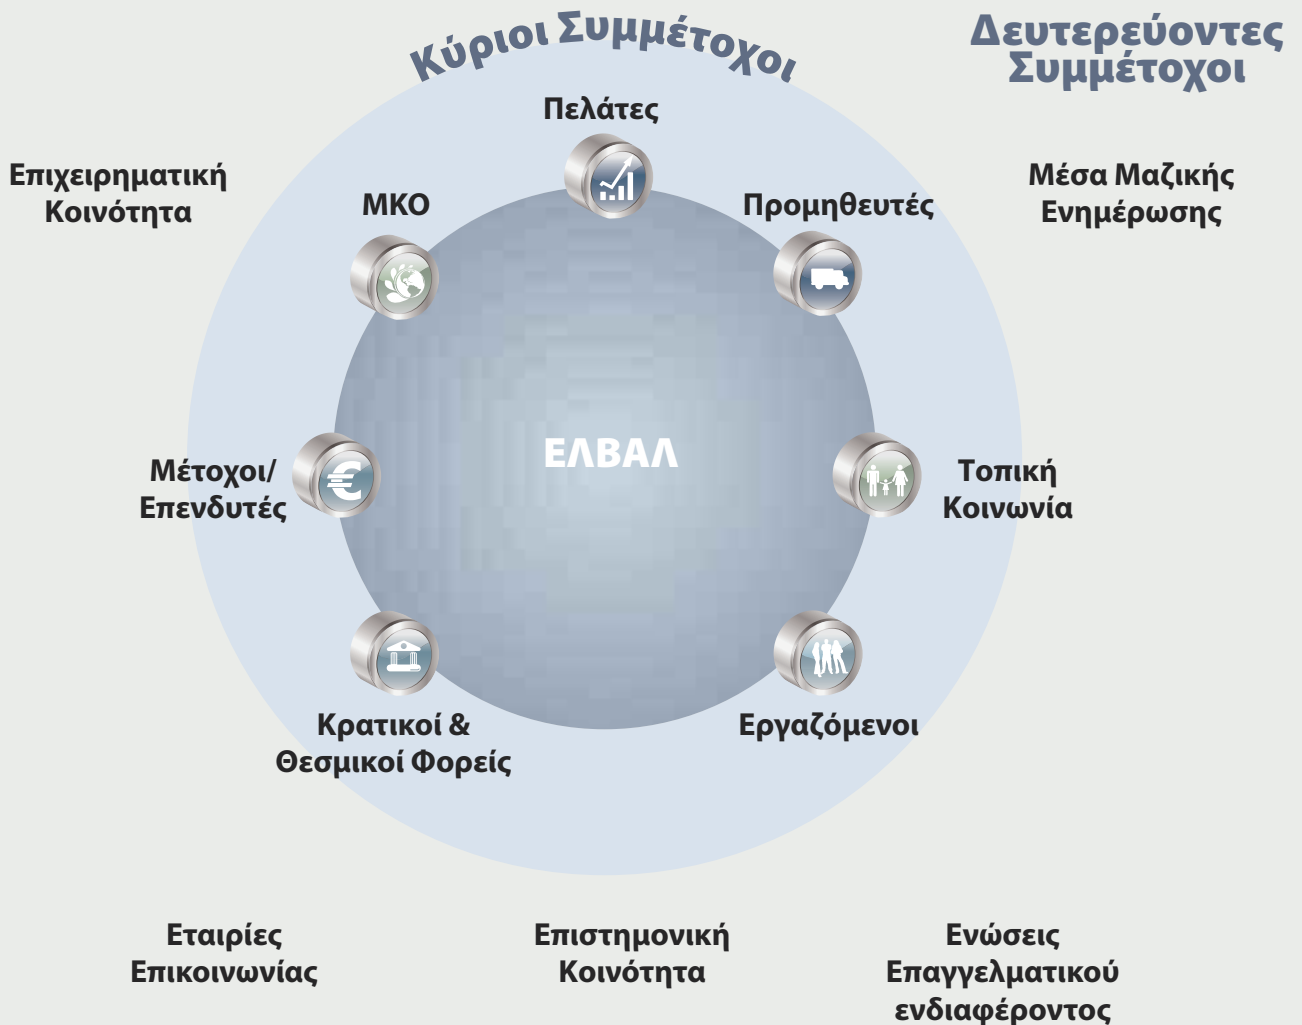 Κύριοι Συμμέτοχοι
Δευτερεύοντες
Συμμέτοχοι
Πελάτες
Επιχειρηματική
Κοινότητα
ΜΚΟ
Προμηθευτές
Μέσα Μαζικής
Ενημέρωσης
ΕΛΒΑΛ
Μέτοχοι/
Επενδυτές
Τοπική
Κοινωνία
Κρατικοί &
Θεσμικοί Φορείς
Εργαζόμενοι
Εταιρίες
Επικοινωνίας
Επιστημονική
Κοινότητα
Ενώσεις
Επαγγελματικού
ενδιαφέροντος